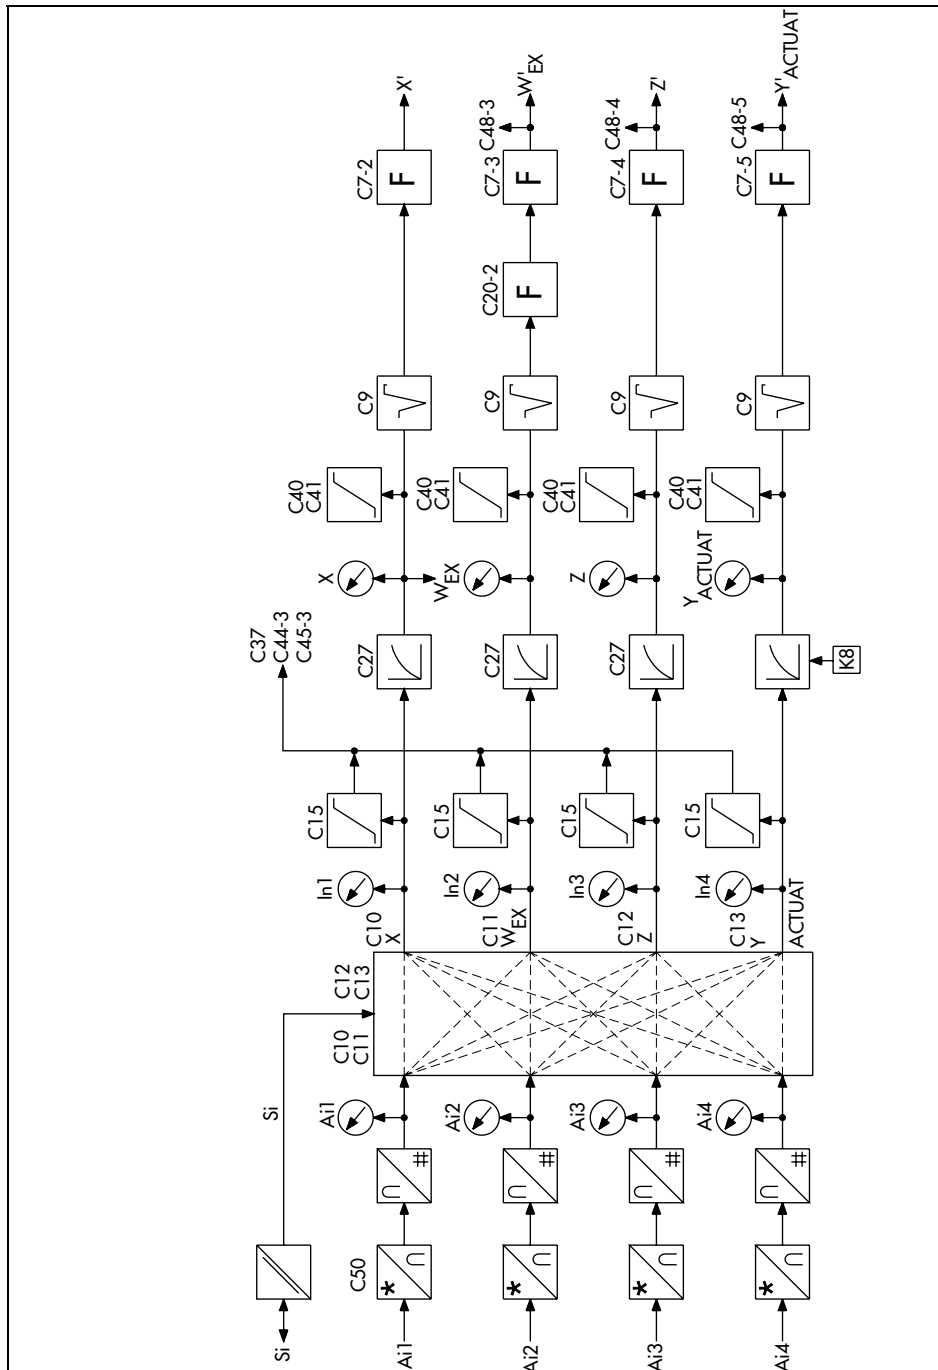 Si
Si
C37
C44-3
C45-3
Ai1
C50
* ∩
∩ #
Ai1
C10
C11
C12
C13
C10
X
In1
C15
C27
X
C40
C41
C9
C7-2
F
X'
Ai2
* ∩
∩ #
Ai2
C11
WEX
In2
C15
C27
WEX
C40
C41
C9
C20-2
F
C7-3
F
C48-3
W'EX
Ai3
* ∩
∩ #
Ai3
C12
Z
In3
C15
C27
Z
C40
C41
C9
C7-4
F
C48-4
Z'
Ai4
* ∩
∩ #
Ai4
C13
Y
ACTUAT
In4
C15
K8
YACTUAT
C40
C41
C9
C7-5
F
C48-5
Y'ACTUAT